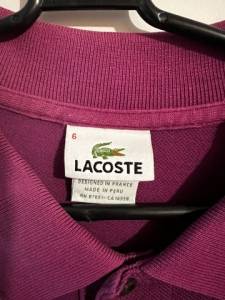 6
LACOSTE
DESIGNED IN FRANCE
MADE IN PERU